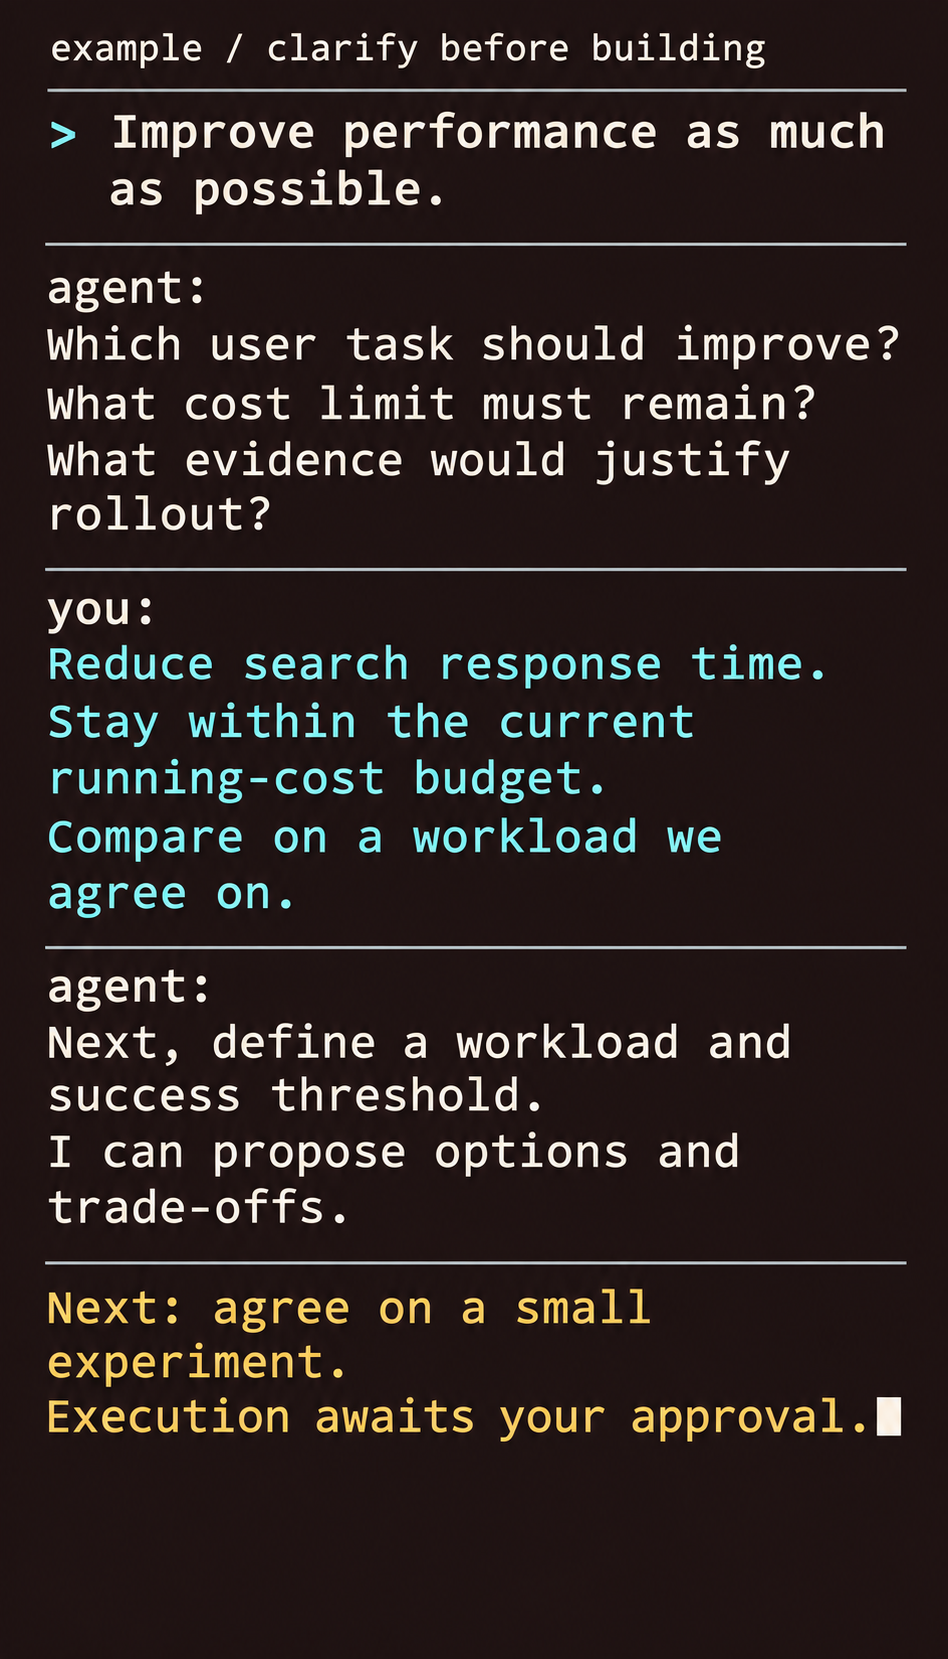 example / clarify before building
> Improve performance as much
as possible.
agent:
Which user task should improve?
What cost limit must remain?
What evidence would justify
rollout?
you:
Reduce search response time.
Stay within the current
running-cost budget.
Compare on a workload we
agree on.
agent:
Next, define a workload and
success threshold.
I can propose options and
trade-offs.
Next: agree on a small
experiment.
Execution awaits your approval.